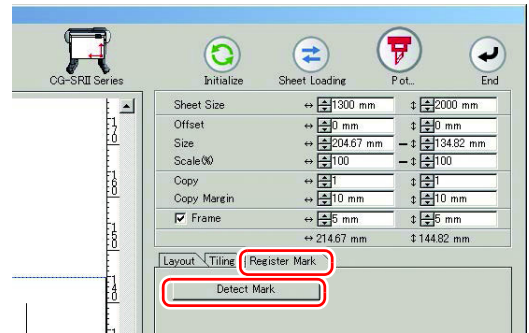 CG-SRII Series
Initialize
Sheet Loading
Pot...
End
Sheet Size ↔ 1300 mm ↕ 2000 mm
Offset ↔ 0 mm ↕ 0 mm
Size ↔ 204.67 mm ↕ 134.82 mm
Scale(%) ↔ 100 ↕ 100
Copy ↔ 1 ↕ 1
Copy Margin ↔ 10 mm ↕ 10 mm
Frame ↔ 5 mm ↕ 5 mm
↔ 214.67 mm ↕ 144.82 mm
Layout Tiling Register Mark
Detect Mark